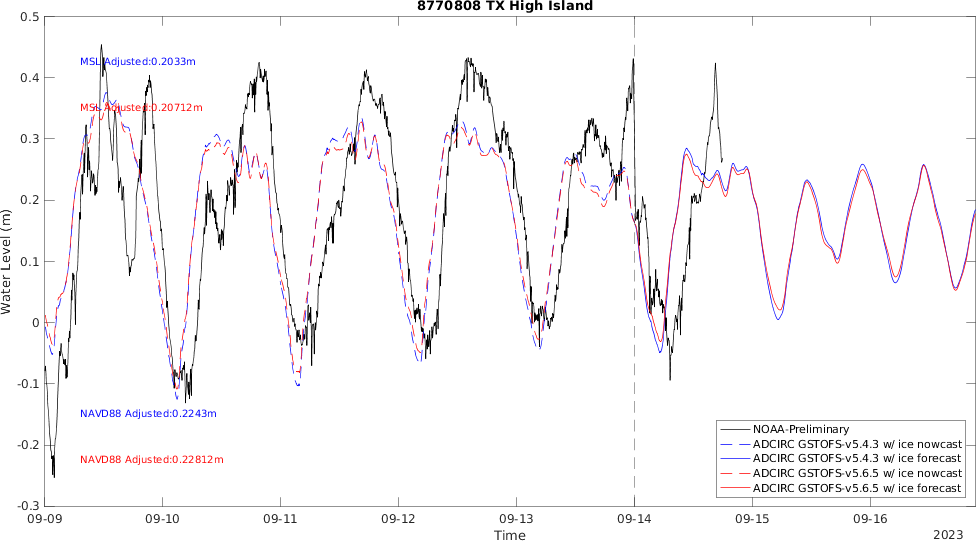 8770808 TX High Island
0.5
0.4
0.3
0.2
0.1
0
-0.1
-0.2
-0.3
Water Level (m)
MSL Adjusted:0.2033m
MSL Adjusted:0.20712m
NAVD88 Adjusted:0.2243m
NAVD88 Adjusted:0.22812m
NOAA-Preliminary
ADCIRC GSTOFS-v5.4.3 w/ ice nowcast
ADCIRC GSTOFS-v5.4.3 w/ ice forecast
ADCIRC GSTOFS-v5.6.5 w/ ice nowcast
ADCIRC GSTOFS-v5.6.5 w/ ice forecast
09-09 09-10 09-11 09-12 09-13 09-14 09-15 09-16
Time
2023